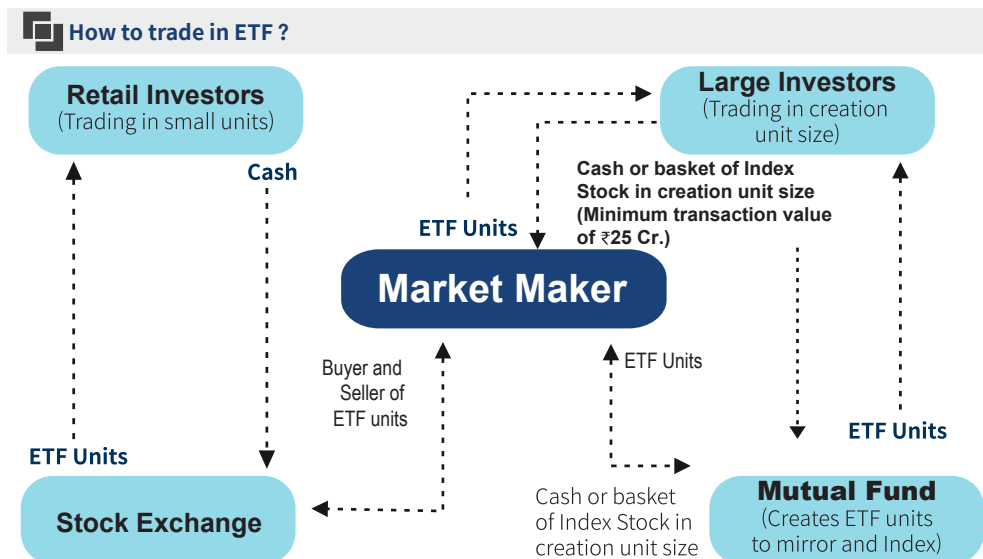 How to trade in ETF ?
Retail Investors
(Trading in small units)
Large Investors
(Trading in creation
unit size)
Cash
Cash or basket of Index
Stock in creation unit size
(Minimum transaction value
of ₹25 Cr.)
ETF Units
Market Maker
Buyer and
Seller of
ETF units
ETF Units
ETF Units
ETF Units
Stock Exchange
Cash or basket
of Index Stock in
creation unit size
Mutual Fund
(Creates ETF units
to mirror and Index)